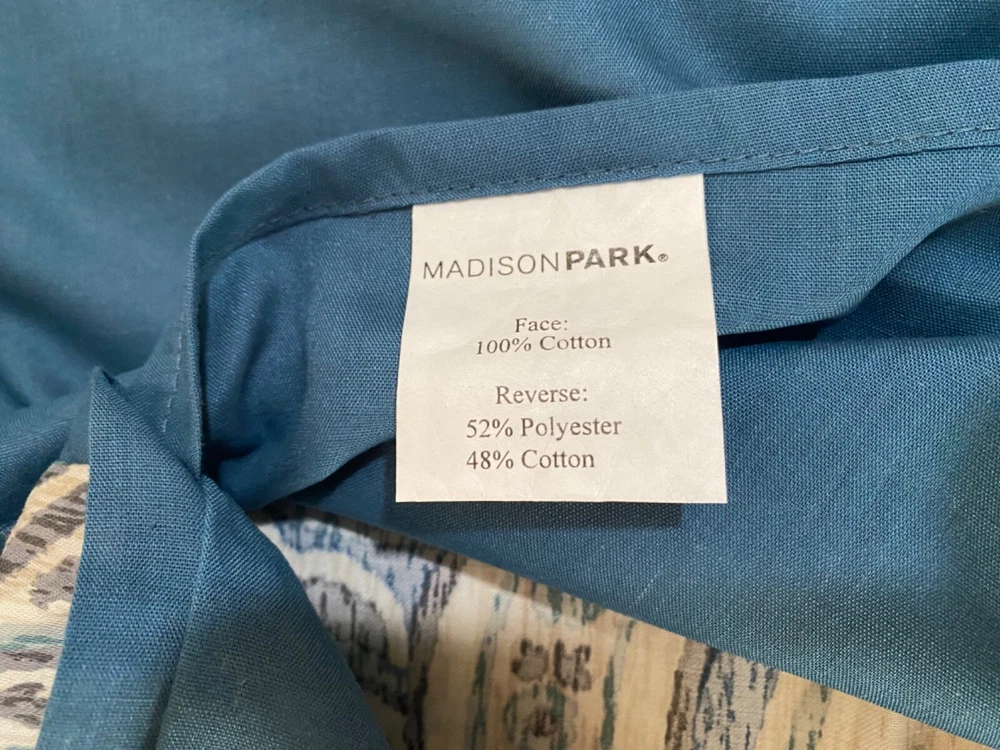 MADISONPARK®
Face:
100% Cotton
Reverse:
52% Polyester
48% Cotton